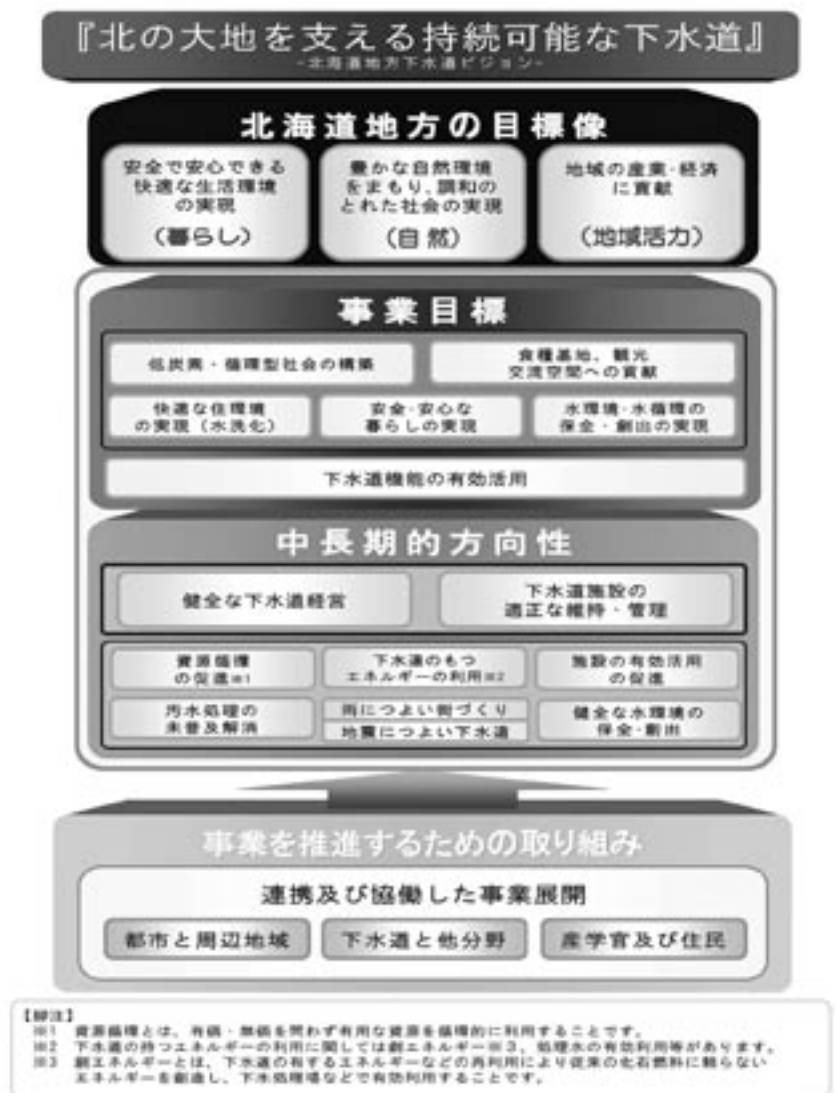 『北の大地を支える持続可能な下水道』
-北海道地方下水道ビジョン-
北海道地方の目標像
安全で安心できる
快適な生活環境
の実現
(暮らし)
豊かな自然環境
をまもり、調和の
とれた社会の実現
(自然)
地域の産業・経済
に貢献
(地域活力)
事業目標
低炭素・循環型社会の構築
食糧基地、観光
交流空間への貢献
快適な住環境
の実現(水洗化)
安全・安心な
暮らしの実現
水環境・水循環の
保全・創出の実現
下水道機能の有効活用
中長期的方向性
健全な下水道経営
下水道施設の
適正な維持・管理
資源循環
の促進※1
下水道のもつ
エネルギーの利用※2
施設の有効活用
の促進
汚水処理の
未普及解消
雨につよい街づくり
地震につよい下水道
健全な水環境の
保全・創出
事業を推進するための取り組み
連携及び協働した事業展開
都市と周辺地域
下水道と他分野
産学官及び住民
【脚注】
※1 資源循環とは、有価・無価を問わず有用な資源を循環的に利用することです。
※2 下水道の持つエネルギーの利用に関しては創エネルギー※3、処理水の有効利用等があります。
※3 創エネルギーとは、下水道の有するエネルギーなどの再利用により従来の化石燃料に頼らない
エネルギーを創造し、下水処理場などで有効利用することです。